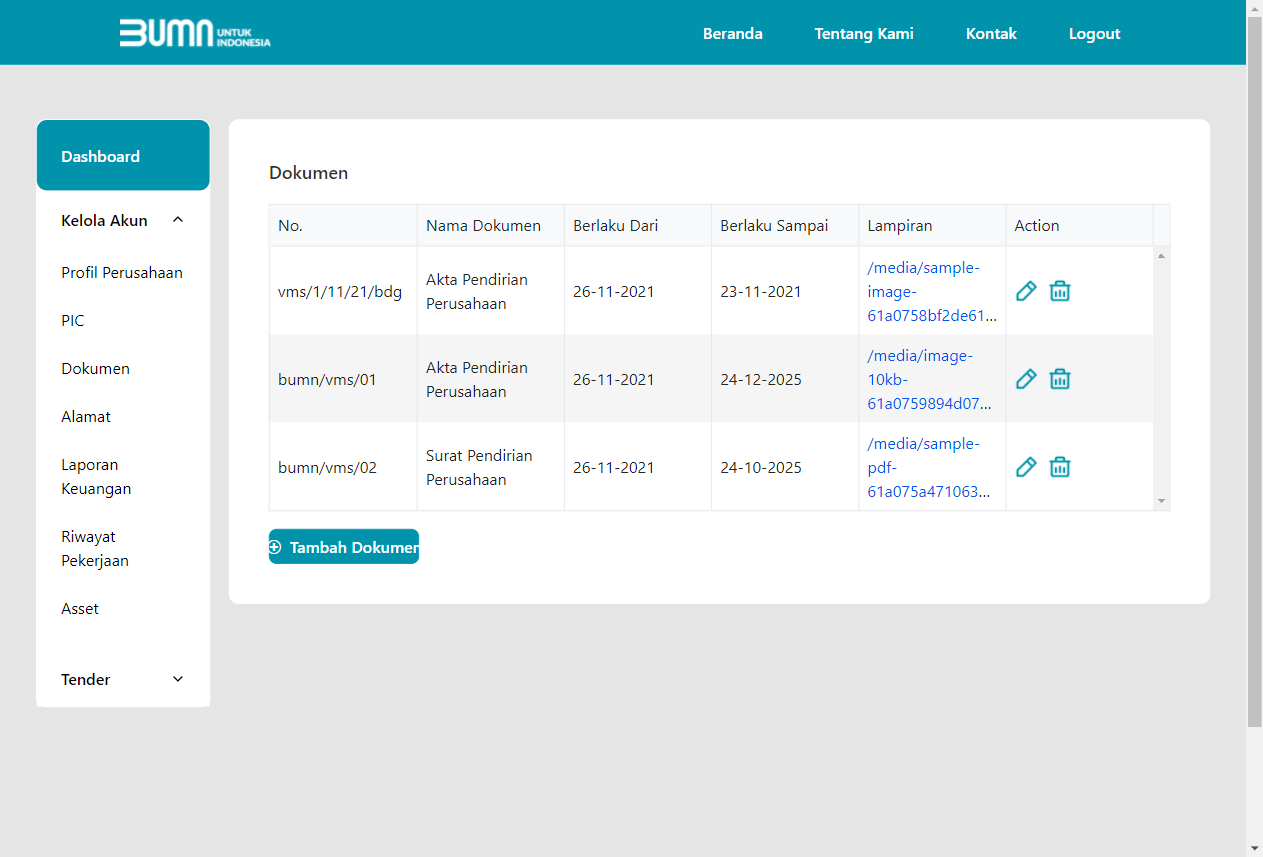 BUMN UNTUK INDONESIA
Beranda Tentang Kami Kontak Logout
Dashboard
Kelola Akun
Profil Perusahaan
PIC
Dokumen
Alamat
Laporan
Keuangan
Riwayat
Pekerjaan
Asset
Tender
Dokumen
No. Nama Dokumen Berlaku Dari Berlaku Sampai Lampiran Action
vms/1/11/21/bdg
Akta Pendirian
Perusahaan
26-11-2021
23-11-2021
/media/sample-
image-
61a0758bf2de61...
bumn/vms/01
Akta Pendirian
Perusahaan
26-11-2021
24-12-2025
/media/image-
10kb-
61a0759894d07...
bumn/vms/02
Surat Pendirian
Perusahaan
26-11-2021
24-10-2025
/media/sample-
pdf-
61a075a471063...
Tambah Dokumen